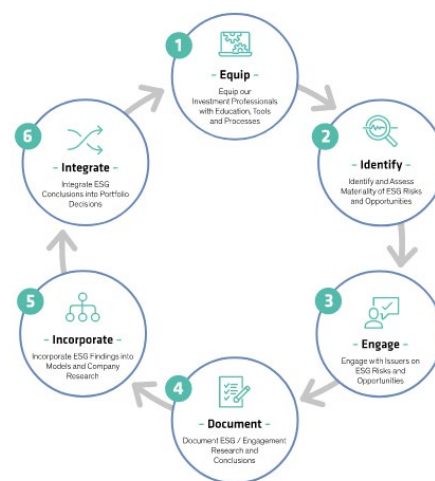 1
- Equip -
Equip our
Investment Professionals
with Education, Tools
and Processes
2
- Identify -
Identify and Assess
Materiality of ESG Risks
and Opportunities
3
- Engage -
Engage with Issuers on
ESG Risks and
Opportunities
4
- Document -
Document ESG / Engagement
Research and
Conclusions
5
- Incorporate -
Incorporate ESG Findings into
Models and Company
Research
6
- Integrate -
Integrate ESG
Conclusions into Portfolio
Decisions